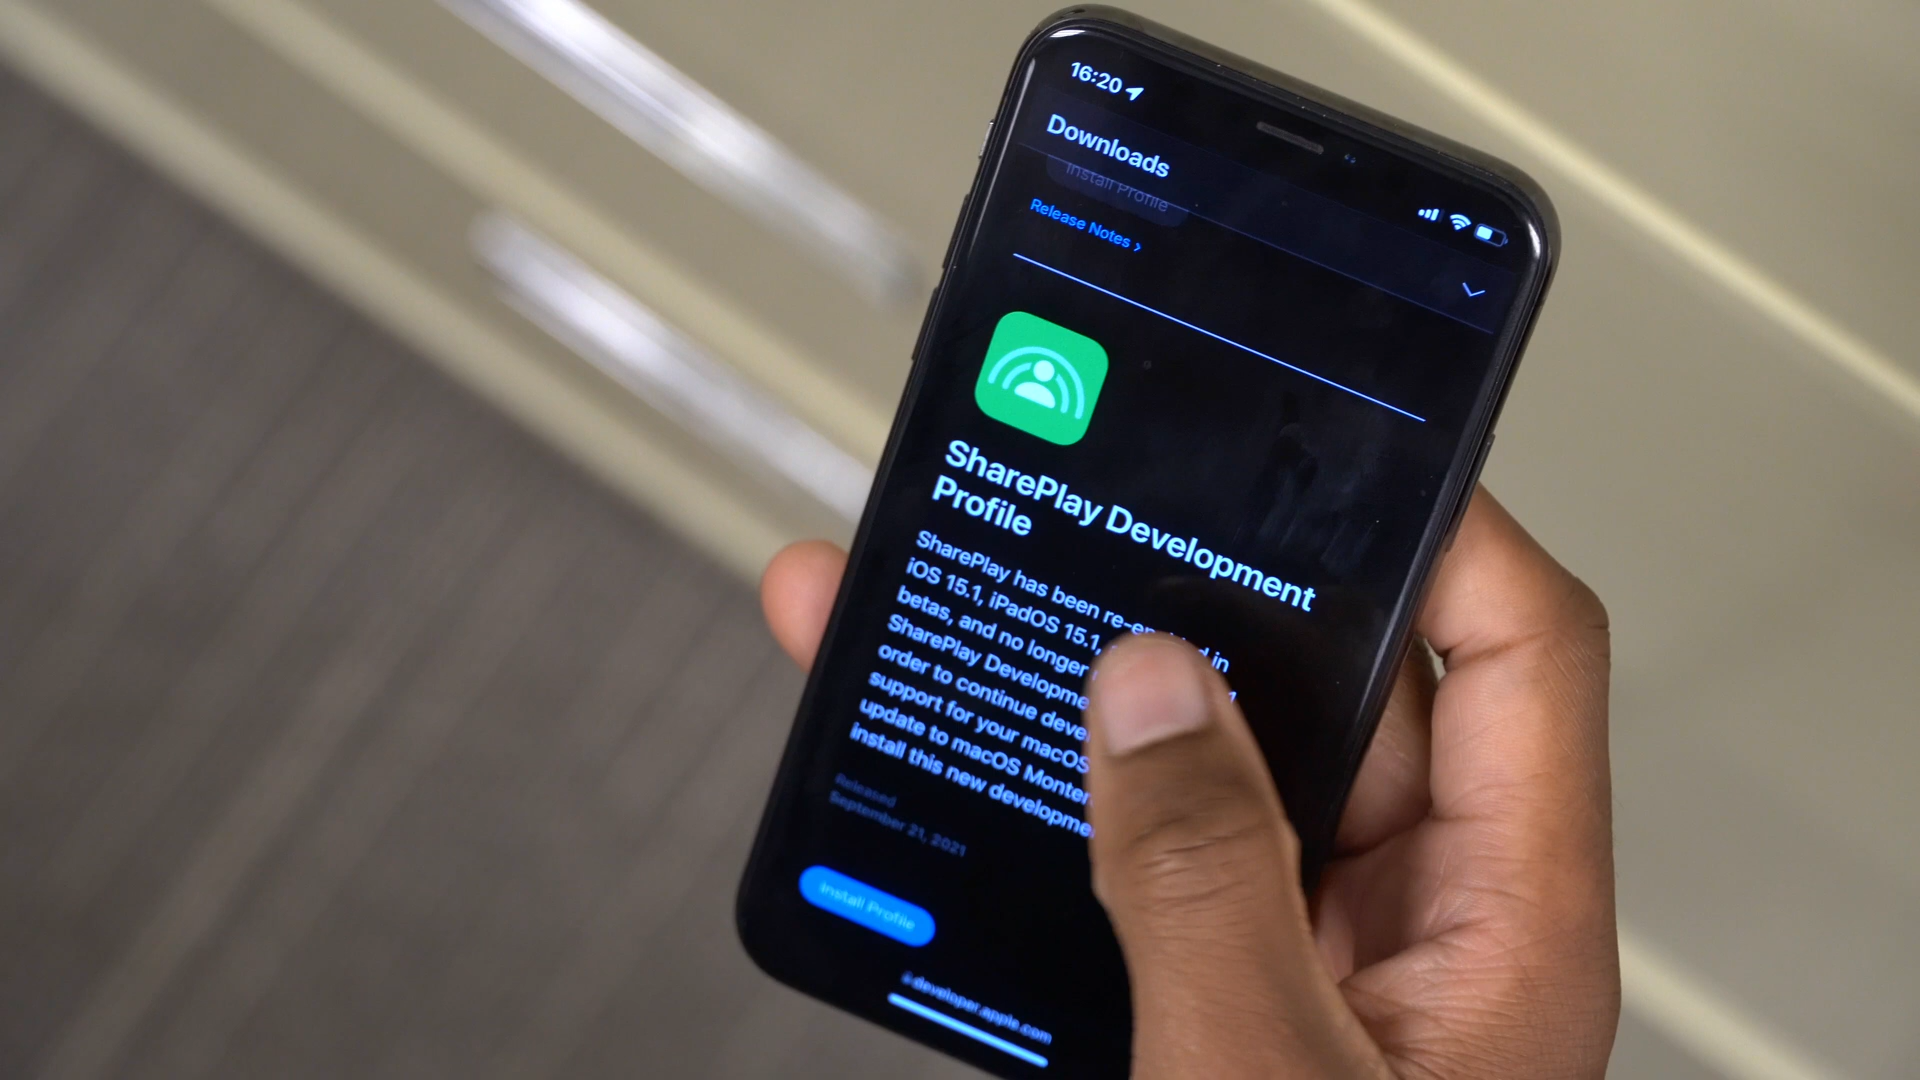 16:20
Downloads
Install Profile
Release Notes >
SharePlay Development
Profile
SharePlay has been re-en d in
iOS 15.1, iPadOS 15.1,
betas, and no longer
SharePlay Developme
order to continue deve
support for your macOS
update to macOS Monter
install this new developme
Released
September 21, 2021
Install Profile
developer.apple.com